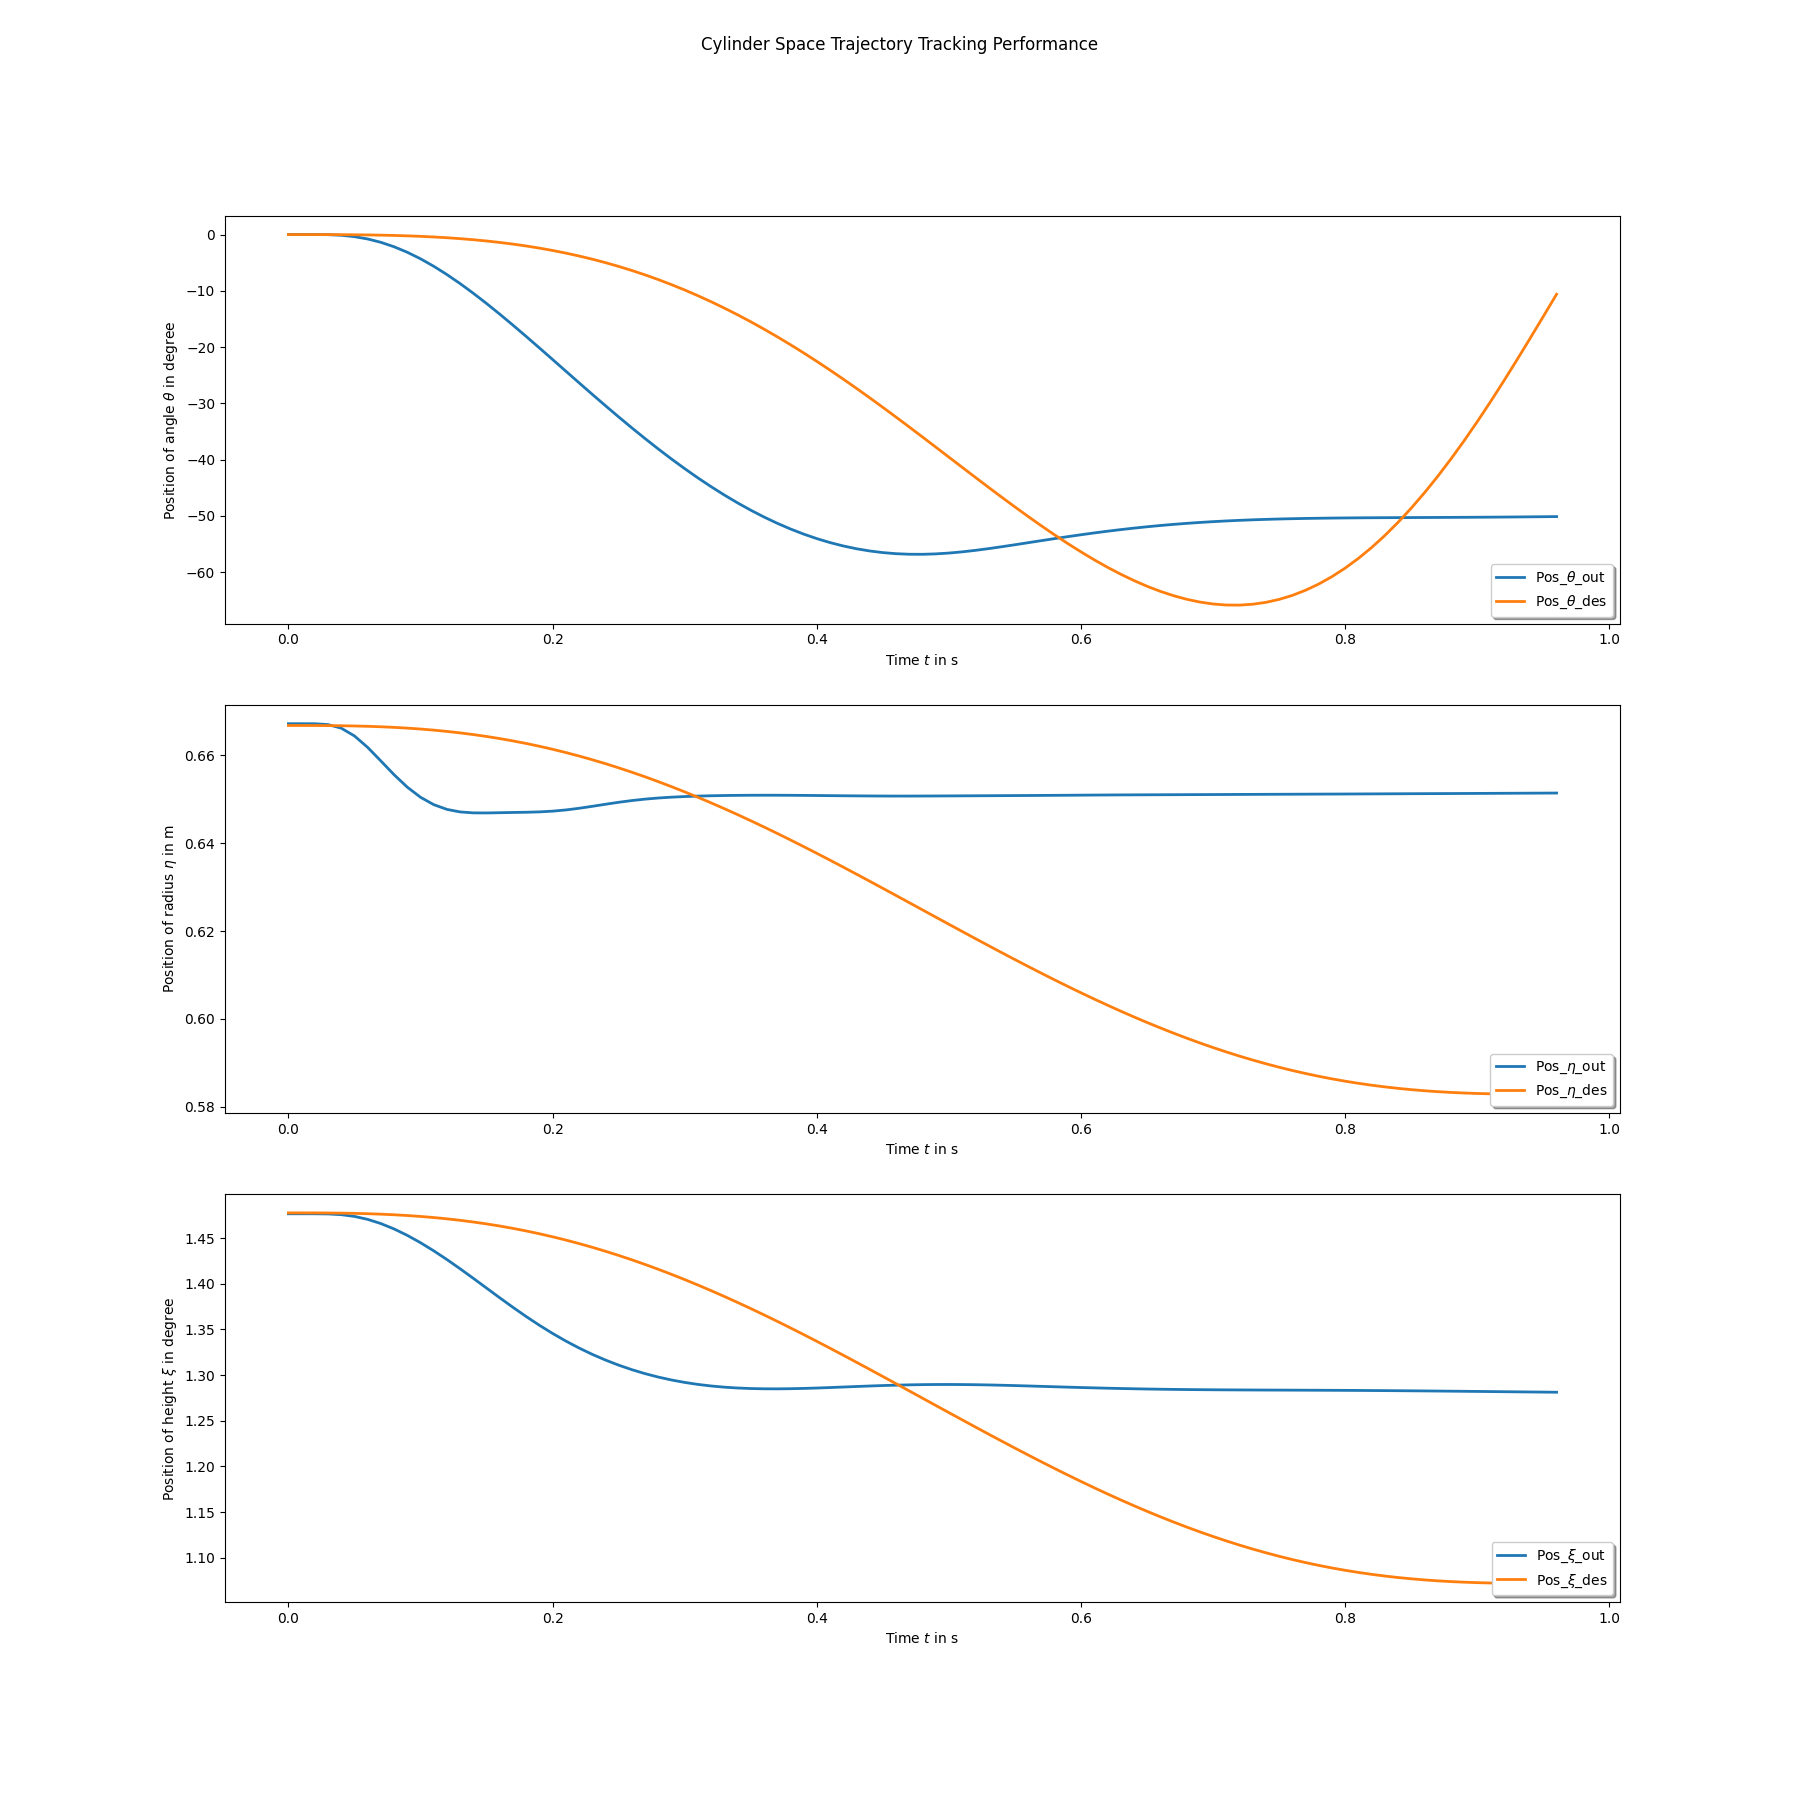 Cylinder Space Trajectory Tracking Performance
Position of angle θ in degree
0
−10
−20
−30
−40
−50
−60
0.0 0.2 0.4 0.6 0.8 1.0
Time t in s
Pos_θ_out
Pos_θ_des
Position of radius η in m
0.66
0.64
0.62
0.60
0.58
0.0 0.2 0.4 0.6 0.8 1.0
Time t in s
Pos_η_out
Pos_η_des
Position of height ξ in degree
1.45
1.40
1.35
1.30
1.25
1.20
1.15
1.10
0.0 0.2 0.4 0.6 0.8 1.0
Time t in s
Pos_ξ_out
Pos_ξ_des